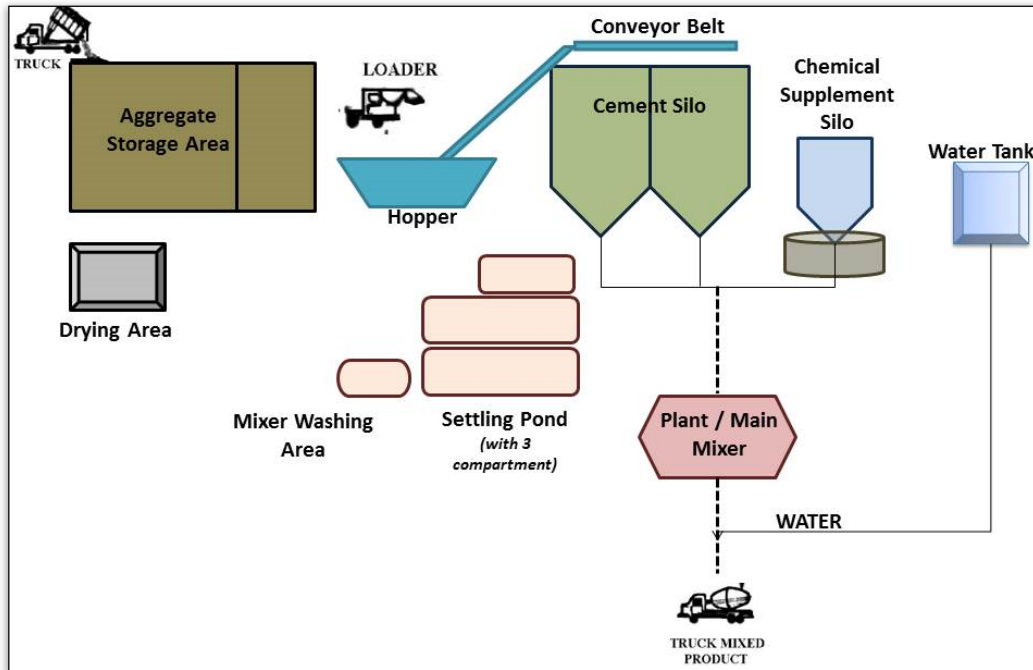 TRUCK
Aggregate
Storage Area
LOADER
Conveyor Belt
Cement Silo
Chemical
Supplement
Silo
Water Tank
Hopper
Drying Area
Mixer Washing
Area
Settling Pond
(with 3
compartment)
Plant / Main
Mixer
WATER
TRUCK MIXED
PRODUCT